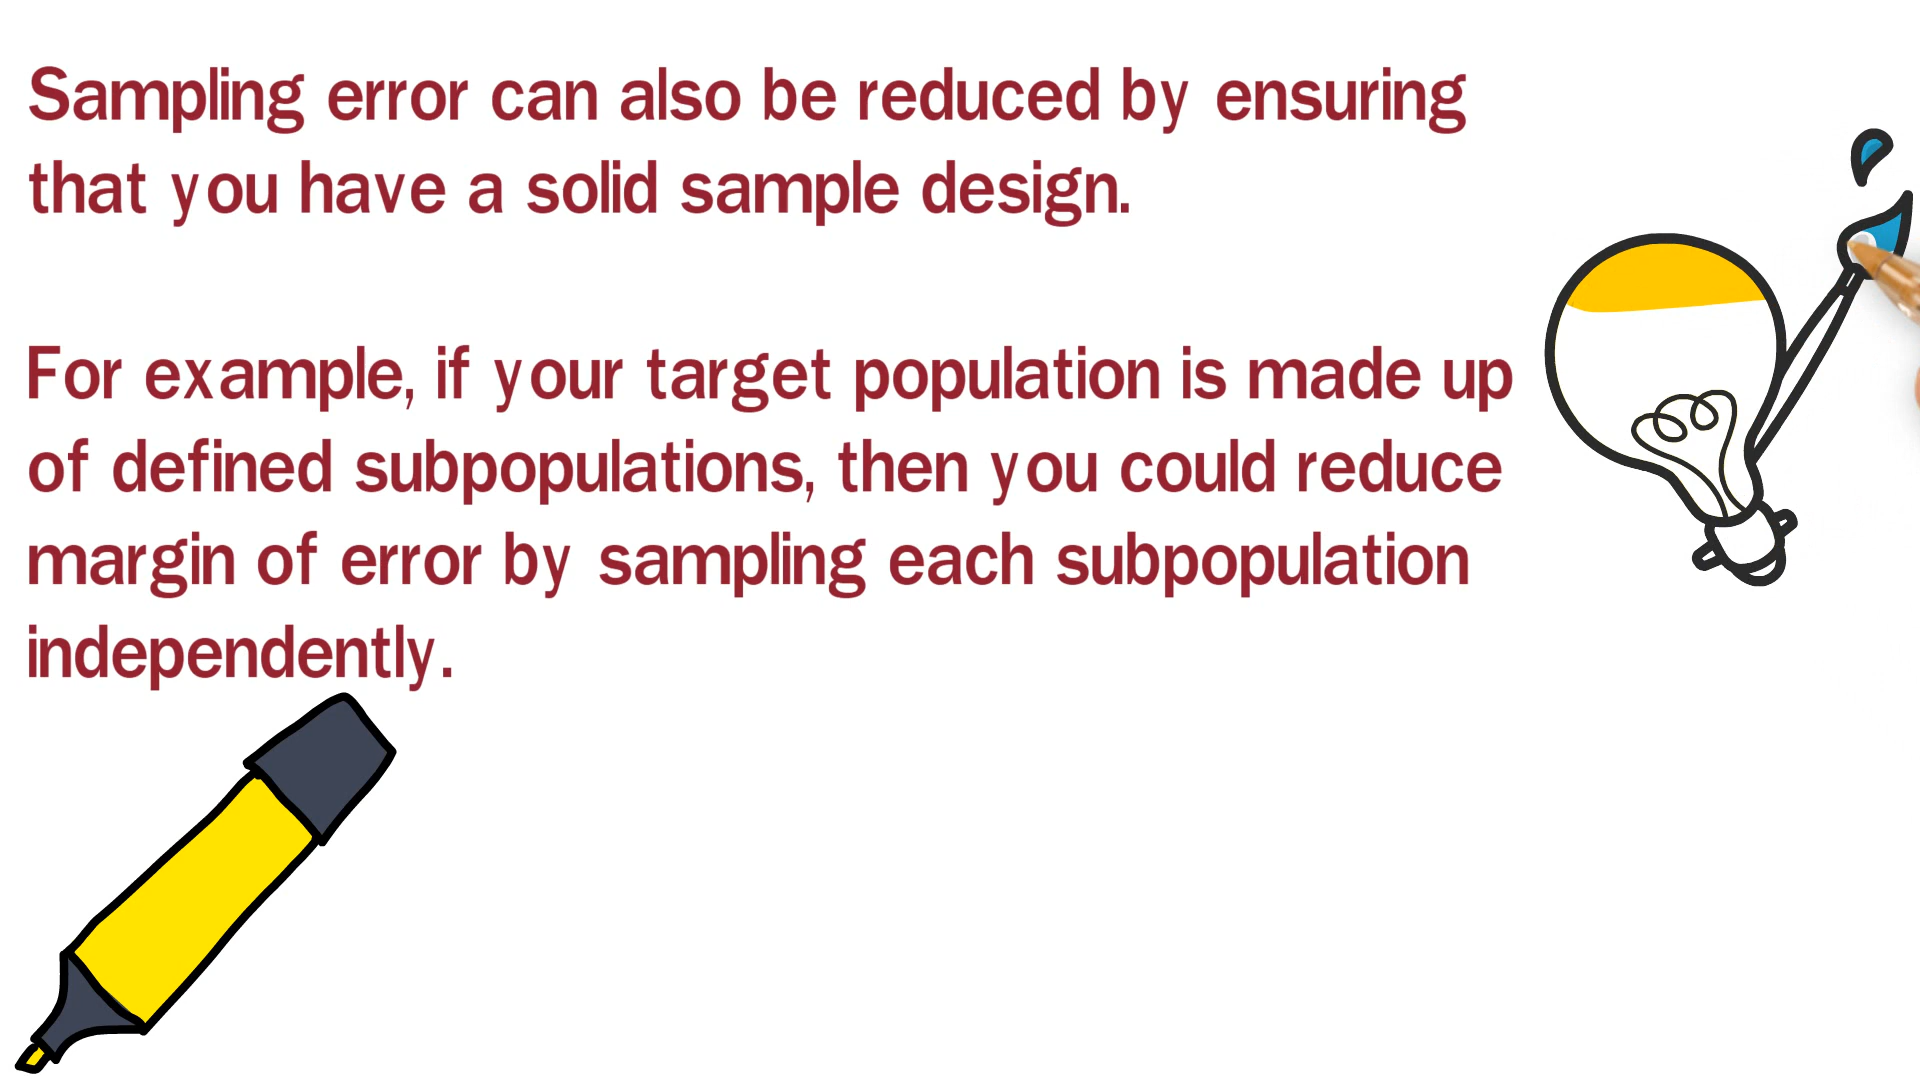 Sampling error can also be reduced by ensuring
that you have a solid sample design.
For example, if your target population is made up
of defined subpopulations, then you could reduce
margin of error by sampling each subpopulation
independently.